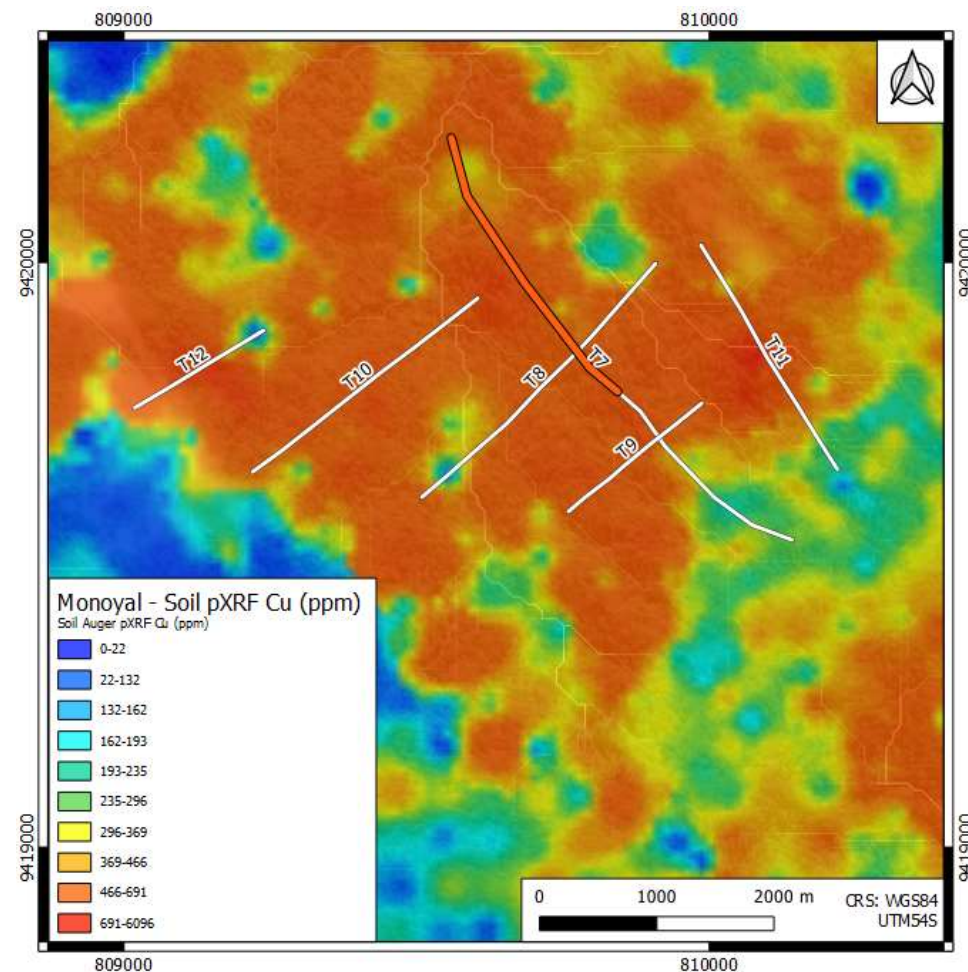 809000 810000
9420000 9420000
T12
T10
T8
T7
T9
T11
Monoyal - Soil pXRF Cu (ppm)
Soil Auger pXRF Cu (ppm)
0-22
22-132
132-162
162-193
193-235
235-296
296-369
369-466
466-691
691-6096
9419000 9419000
0 1000 2000 m
CRS: WGS84
UTM54S
809000 810000